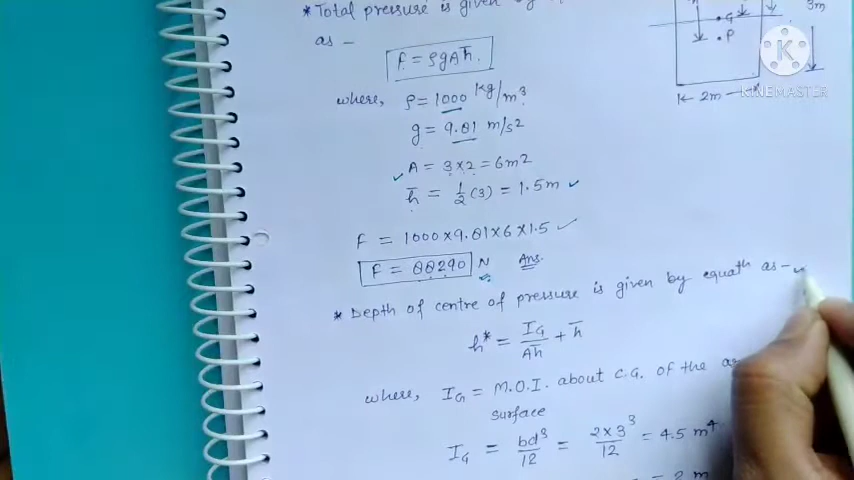 * Total pressure is given by
as -
F = ρgAh̄
where, ρ = 1000 kg/m³
g = 9.81 m/s²
A = 3×2 = 6m²
h̄ = 1/2 (3) = 1.5m
F = 1000×9.81×6×1.5
F = 88290 N Ans.
* Depth of centre of pressure is given by equatn as -
h* = IG/Ah̄ + h̄
where, IG = M.O.I. about C.G. of the
surface
IG = bd³/12 = 2×3³/12 = 4.5 m⁴
= 2 m
G
P
3m
2m
KINEMASTER